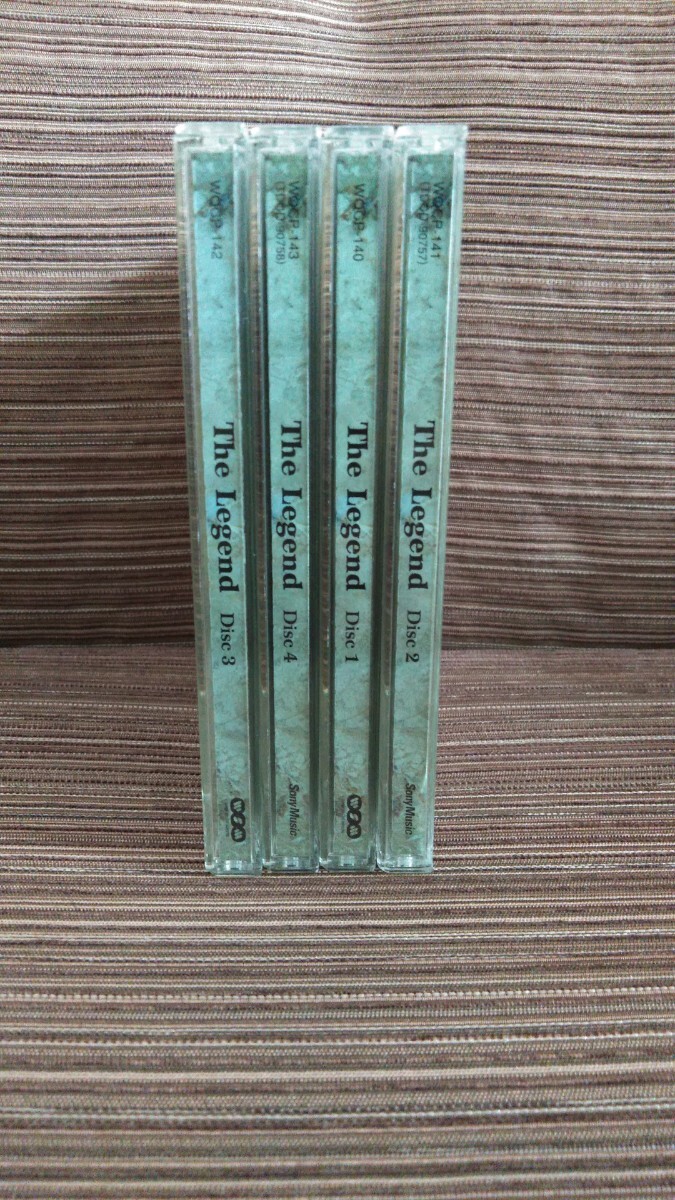 WQCP-142
The Legend Disc 3
WQCP-143
The Legend Disc 4
Sony Music
WQCP-140
The Legend Disc 1
WQCP-141
The Legend Disc 2
Sony Music